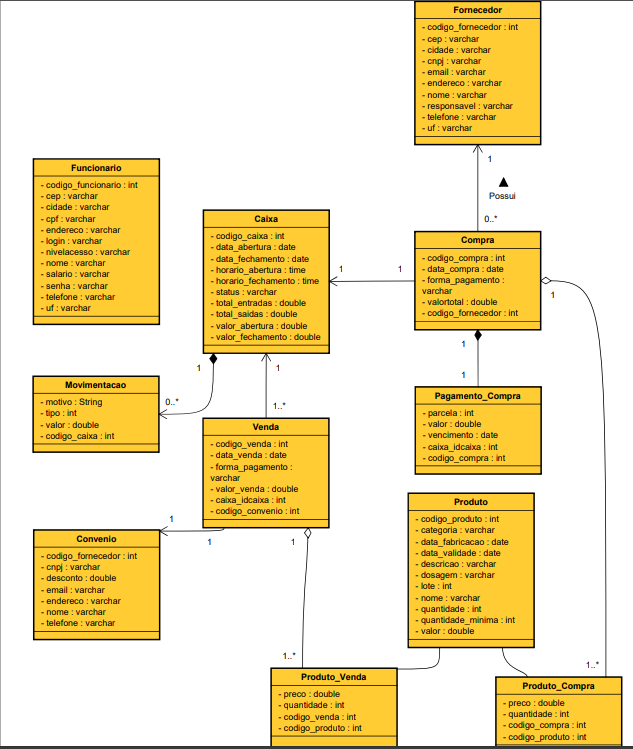 Fornecedor
- codigo_fornecedor : int
- cep : varchar
- cidade : varchar
- cnpj : varchar
- email : varchar
- endereco : varchar
- nome : varchar
- responsavel : varchar
- telefone : varchar
- uf : varchar
1
Possui
0..*
Funcionario
- codigo_funcionario : int
- cep : varchar
- cidade : varchar
- cpf : varchar
- endereco : varchar
- login : varchar
- nivelacesso : varchar
- nome : varchar
- salario : varchar
- senha : varchar
- telefone : varchar
- uf : varchar
Caixa
- codigo_caixa : int
- data_abertura : date
- data_fechamento : date
- horario_abertura : time
- horario_fechamento : time
- status : varchar
- total_entradas : double
- total_saidas : double
- valor_abertura : double
- valor_fechamento : double
1
1
Compra
- codigo_compra : int
- data_compra : date
- forma_pagamento :
varchar
- valortotal : double
- codigo_fornecedor : int
1
1
1
Pagamento_Compra
- parcela : int
- valor : double
- vencimento : date
- caixa_idcaixa : int
- codigo_compra : int
1
0..*
Movimentacao
- motivo : String
- tipo : int
- valor : double
- codigo_caixa : int
1
1..*
Venda
- codigo_venda : int
- data_venda : date
- forma_pagamento :
varchar
- valor_venda : double
- caixa_idcaixa : int
- codigo_convenio : int
1
1
1
Convenio
- codigo_fornecedor : int
- cnpj : varchar
- desconto : double
- email : varchar
- endereco : varchar
- nome : varchar
- telefone : varchar
Produto
- codigo_produto : int
- categoria : varchar
- data_fabricacao : date
- data_validade : date
- descricao : varchar
- dosagem : varchar
- lote : int
- nome : varchar
- quantidade : int
- quantidade_minima : int
- valor : double
1..*
Produto_Venda
- preco : double
- quantidade : int
- codigo_venda : int
- codigo_produto : int
1..*
Produto_Compra
- preco : double
- quantidade : int
- codigo_compra : int
- codigo_produto : int